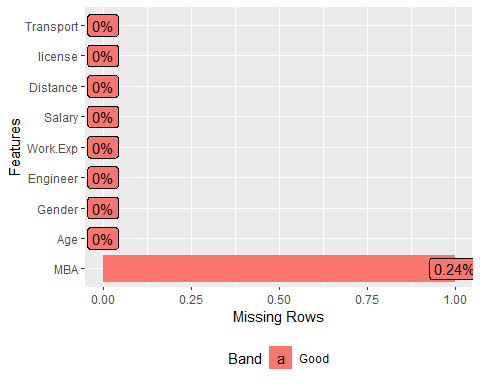 Transport 0%
license 0%
Distance 0%
Salary 0%
Work.Exp 0%
Engineer 0%
Gender 0%
Age 0%
MBA 0.24%
Features
0.00 0.25 0.50 0.75 1.00
Missing Rows
Band a Good